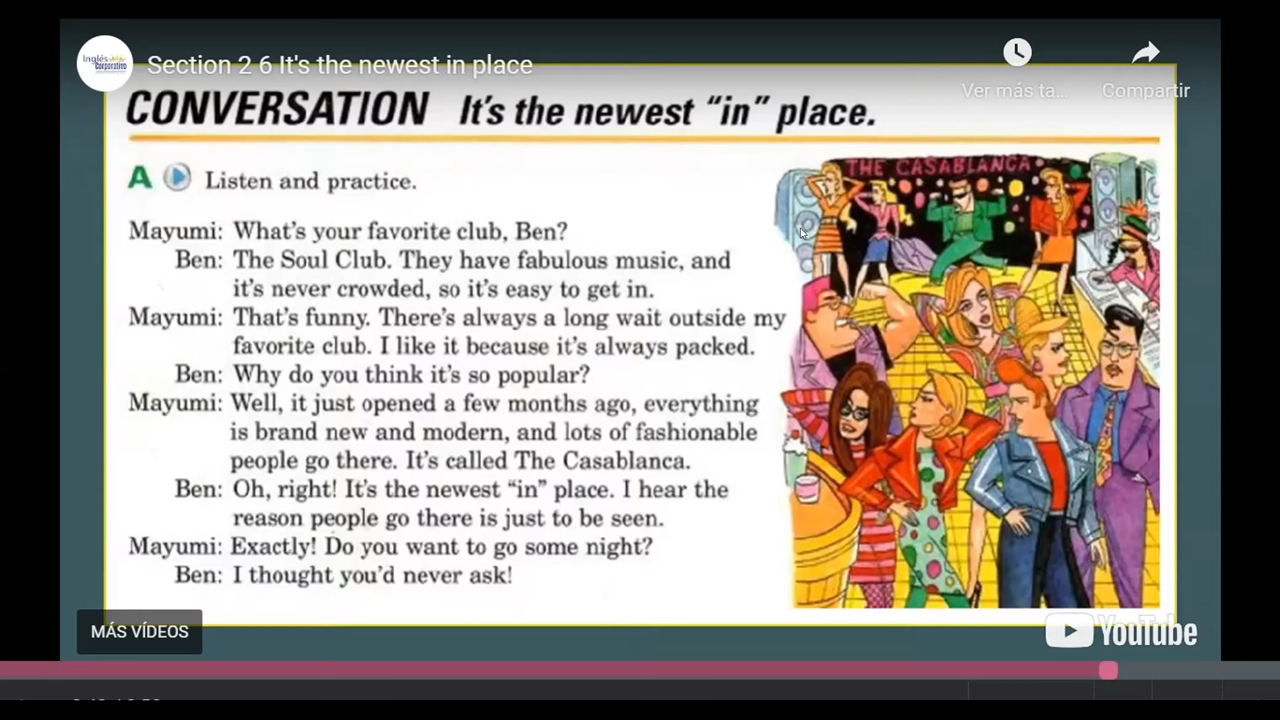 Section 2 6 It's the newest in place
Inglés
corporativo
Ver más ta...
Compartir
CONVERSATION It's the newest “in” place.
A Listen and practice.
THE CASABLANCA
Mayumi: What's your favorite club, Ben?
Ben: The Soul Club. They have fabulous music, and
it's never crowded, so it's easy to get in.
Mayumi: That's funny. There's always a long wait outside my
favorite club. I like it because it's always packed.
Ben: Why do you think it's so popular?
Mayumi: Well, it just opened a few months ago, everything
is brand new and modern, and lots of fashionable
people go there. It's called The Casablanca.
Ben: Oh, right! It's the newest “in” place. I hear the
reason people go there is just to be seen.
Mayumi: Exactly! Do you want to go some night?
Ben: I thought you'd never ask!
MÁS VÍDEOS
YouTube